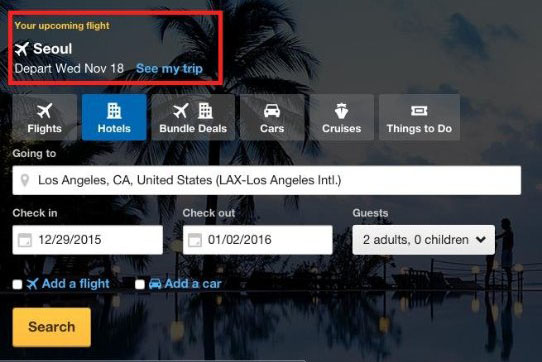 Your upcoming flight
Seoul
Depart Wed Nov 18 See my trip
Flights Hotels Bundle Deals Cars Cruises Things to Do
Going to
Los Angeles, CA, United States (LAX-Los Angeles Intl.)
Check in Check out Guests
12/29/2015 01/02/2016 2 adults, 0 children
Add a flight Add a car
Search